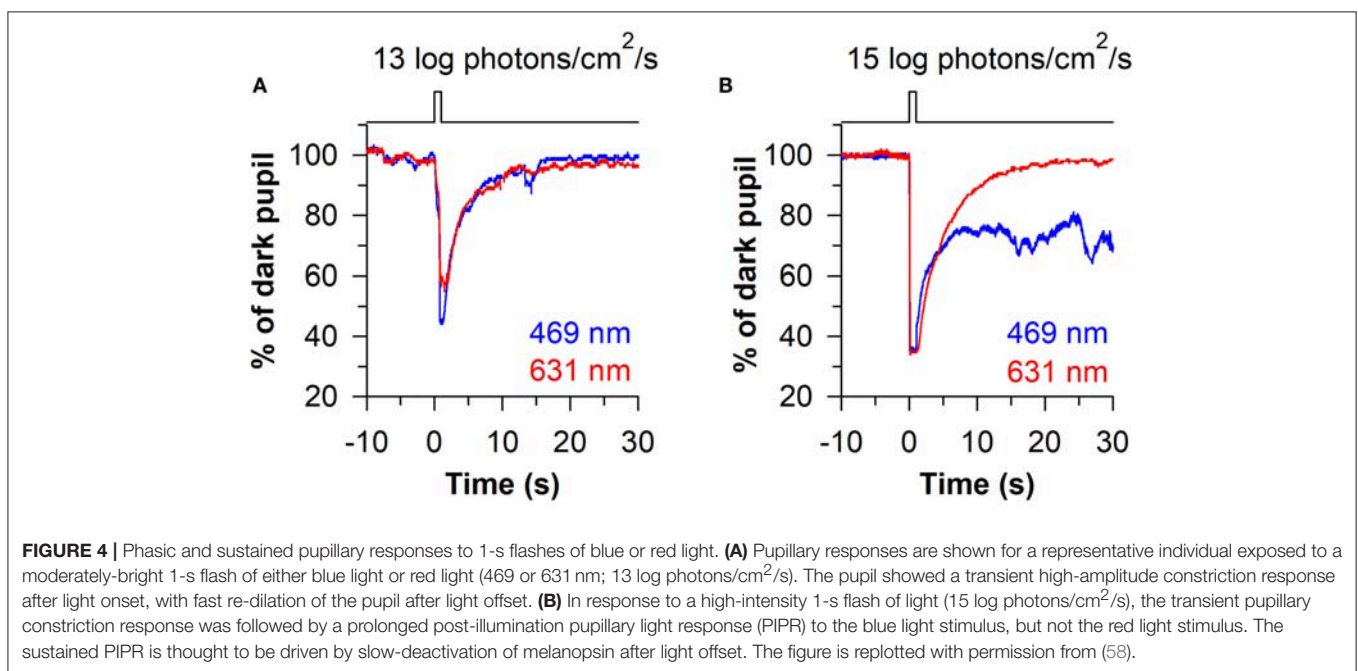 13 log photons/cm²/s
15 log photons/cm²/s
A
B
% of dark pupil
100
80
60
40
20
469 nm
631 nm
-10 0 10 20 30
Time (s)
% of dark pupil
100
80
60
40
20
469 nm
631 nm
-10 0 10 20 30
Time (s)
FIGURE 4 | Phasic and sustained pupillary responses to 1-s flashes of blue or red light. (A) Pupillary responses are shown for a representative individual exposed to a
moderately-bright 1-s flash of either blue light or red light (469 or 631 nm; 13 log photons/cm²/s). The pupil showed a transient high-amplitude constriction response
after light onset, with fast re-dilation of the pupil after light offset. (B) In response to a high-intensity 1-s flash of light (15 log photons/cm²/s), the transient pupillary
constriction response was followed by a prolonged post-illumination pupillary light response (PIPR) to the blue light stimulus, but not the red light stimulus. The
sustained PIPR is thought to be driven by slow-deactivation of melanopsin after light offset. The figure is replotted with permission from (58).